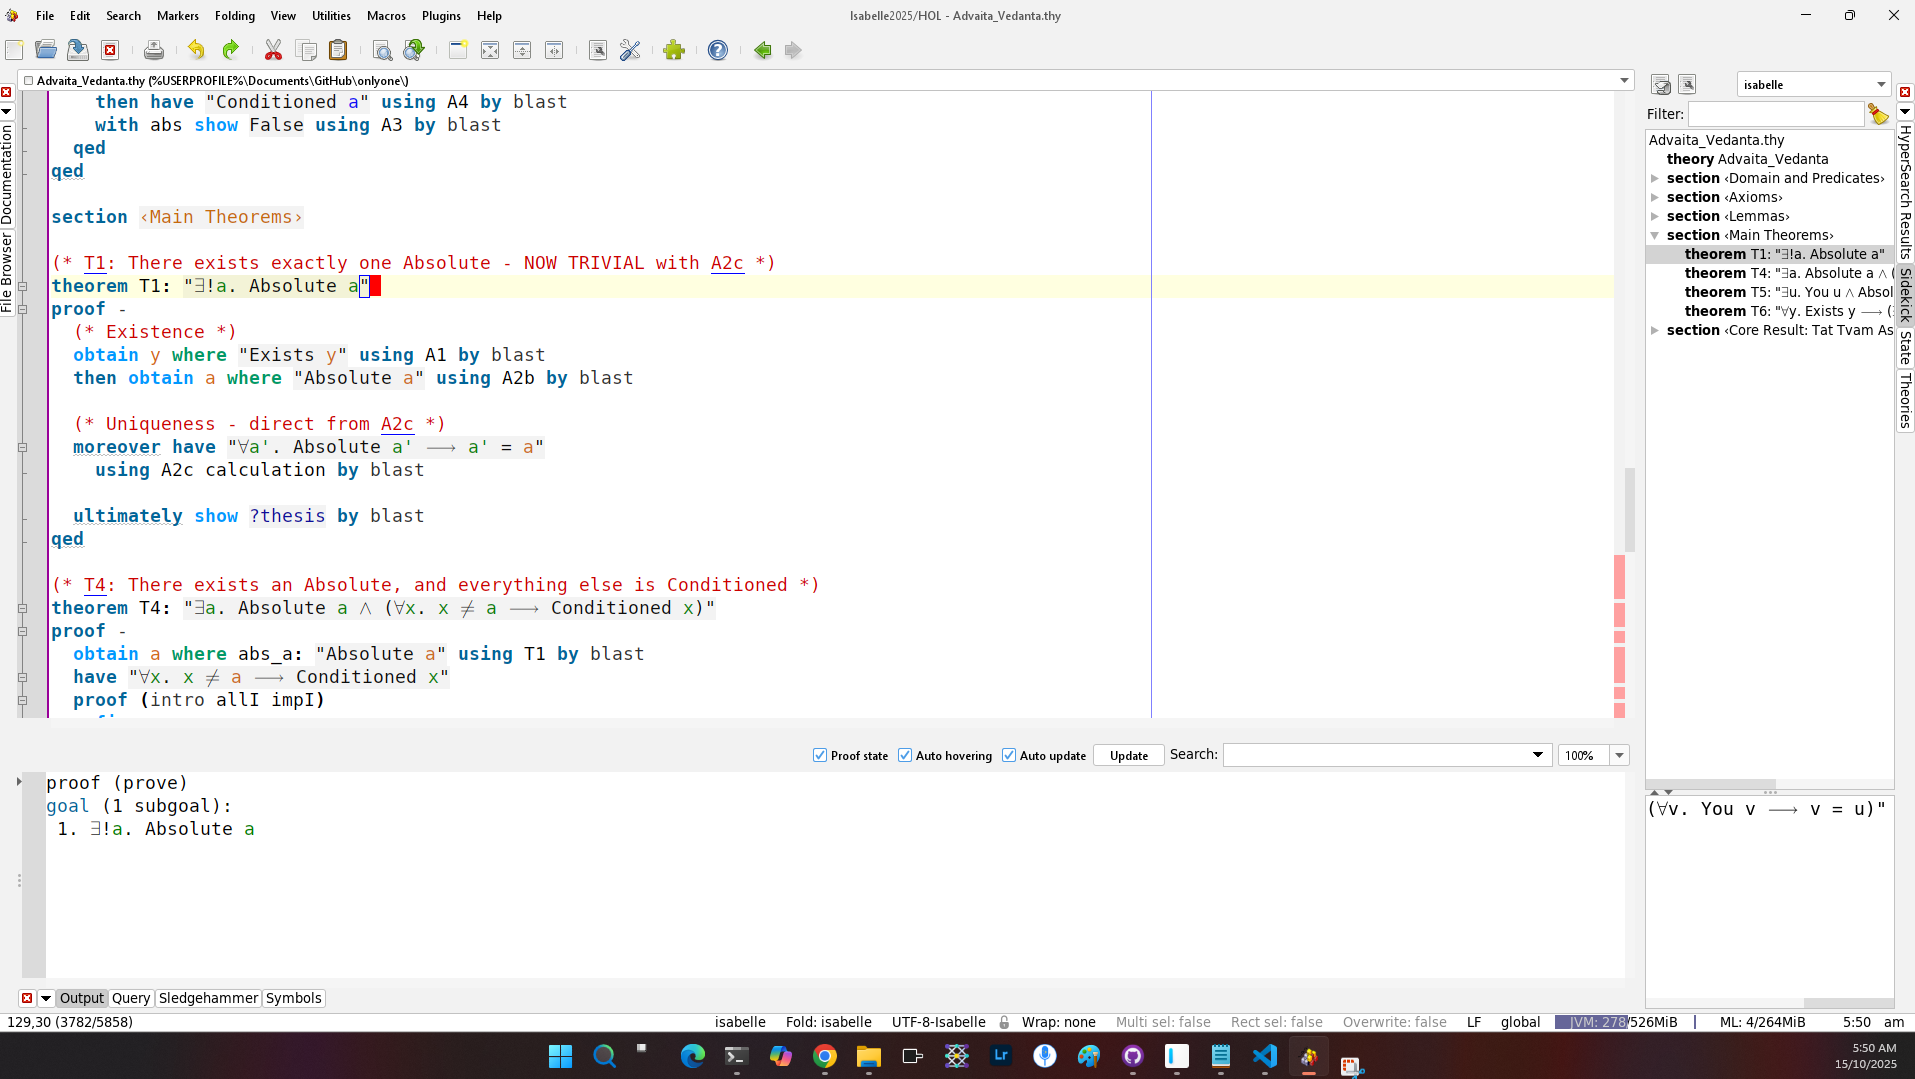 File Edit Search Markers Folding View Utilities Macros Plugins Help
Isabelle2025/HOL - Advaita_Vedanta.thy
Advaita_Vedanta.thy (%USERPROFILE%\Documents\GitHub\onlyone\)
then have "Conditioned a" using A4 by blast
with abs show False using A3 by blast
qed
qed
section ‹Main Theorems›
(* T1: There exists exactly one Absolute - NOW TRIVIAL with A2c *)
theorem T1: "∃!a. Absolute a"
proof -
(* Existence *)
obtain y where "Exists y" using A1 by blast
then obtain a where "Absolute a" using A2b by blast
(* Uniqueness - direct from A2c *)
moreover have "∀a'. Absolute a' ⟶ a' = a"
using A2c calculation by blast
ultimately show ?thesis by blast
qed
(* T4: There exists an Absolute, and everything else is Conditioned *)
theorem T4: "∃a. Absolute a ∧ (∀x. x ≠ a ⟶ Conditioned x)"
proof -
obtain a where abs_a: "Absolute a" using T1 by blast
have "∀x. x ≠ a ⟶ Conditioned x"
proof (intro allI impI)
Documentation
File Browser
isabelle
Filter:
Advaita_Vedanta.thy
theory Advaita_Vedanta
section ‹Domain and Predicates›
section ‹Axioms›
section ‹Lemmas›
section ‹Main Theorems›
theorem T1: "∃!a. Absolute a"
theorem T4: "∃a. Absolute a ∧ (
theorem T5: "∃u. You u ∧ Absol
theorem T6: "∀y. Exists y ⟶ (
section ‹Core Result: Tat Tvam As
HyperSearch Results
Sidekick
State
Theories
(∀v. You v ⟶ v = u)"
Proof state Auto hovering Auto update Update Search: 100%
proof (prove)
goal (1 subgoal):
1. ∃!a. Absolute a
Output Query Sledgehammer Symbols
129,30 (3782/5858) isabelle Fold: isabelle UTF-8-Isabelle Wrap: none Multi sel: false Rect sel: false Overwrite: false LF global JVM: 278/526MiB ML: 4/264MiB 5:50 am
Lr
5:50 AM
15/10/2025